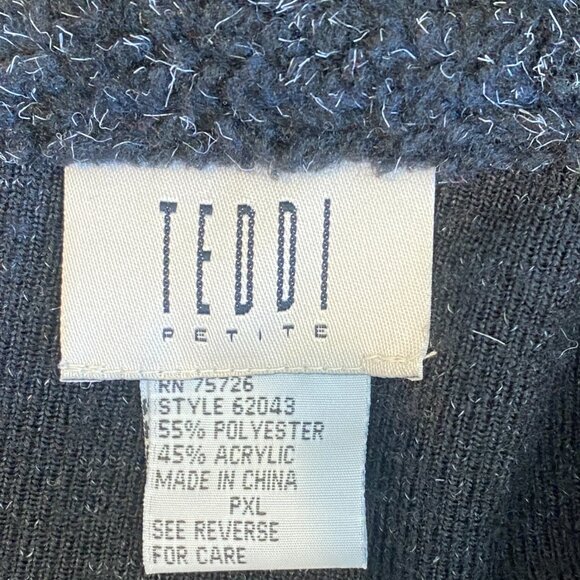 TEDDI
PETITE
RN 75726
STYLE 62043
55% POLYESTER
45% ACRYLIC
MADE IN CHINA
PXL
SEE REVERSE
FOR CARE